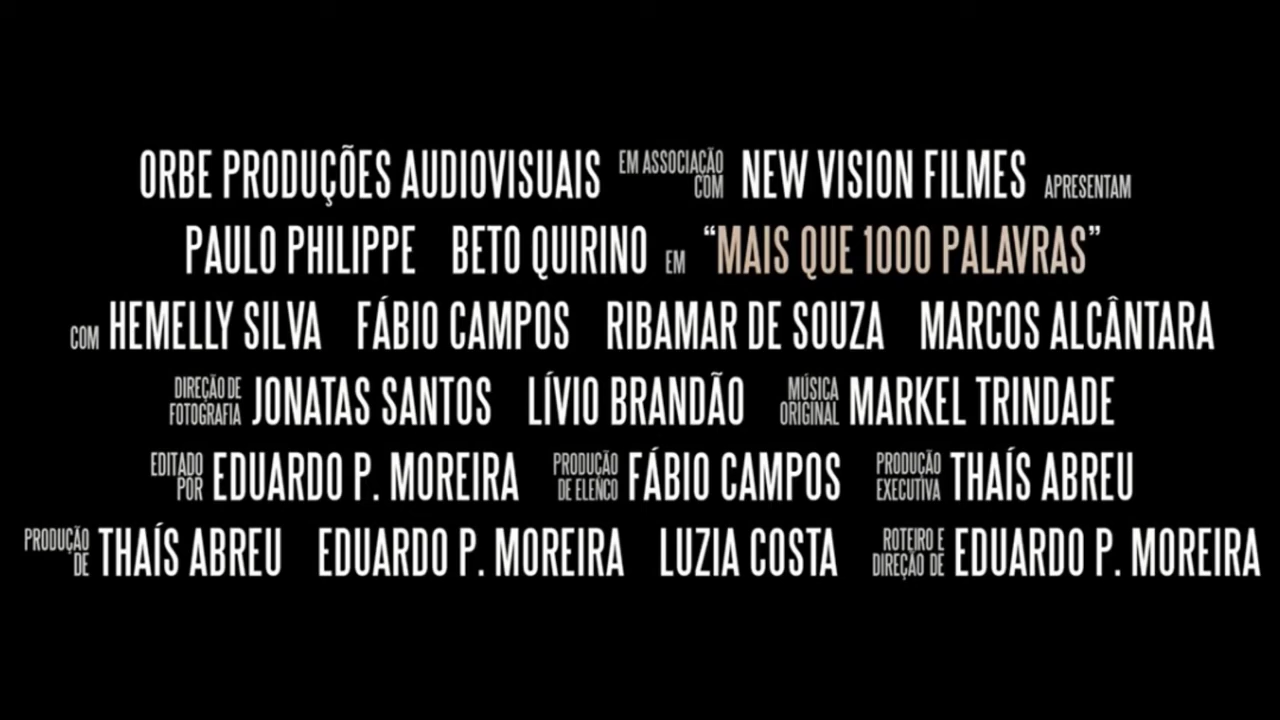 ORBE PRODUÇÕES AUDIOVISUAIS EM ASSOCIAÇÃO COM NEW VISION FILMES APRESENTAM
PAULO PHILIPPE BETO QUIRINO EM “MAIS QUE 1000 PALAVRAS”
COM HEMELLY SILVA FÁBIO CAMPOS RIBAMAR DE SOUZA MARCOS ALCÂNTARA
DIREÇÃO DE FOTOGRAFIA JONATAS SANTOS LÍVIO BRANDÃO MÚSICA ORIGINAL MARKEL TRINDADE
EDITADO POR EDUARDO P. MOREIRA PRODUÇÃO DE ELENCO FÁBIO CAMPOS PRODUÇÃO EXECUTIVA THAÍS ABREU
PRODUÇÃO DE THAÍS ABREU EDUARDO P. MOREIRA LUZIA COSTA ROTEIRO E DIREÇÃO DE EDUARDO P. MOREIRA